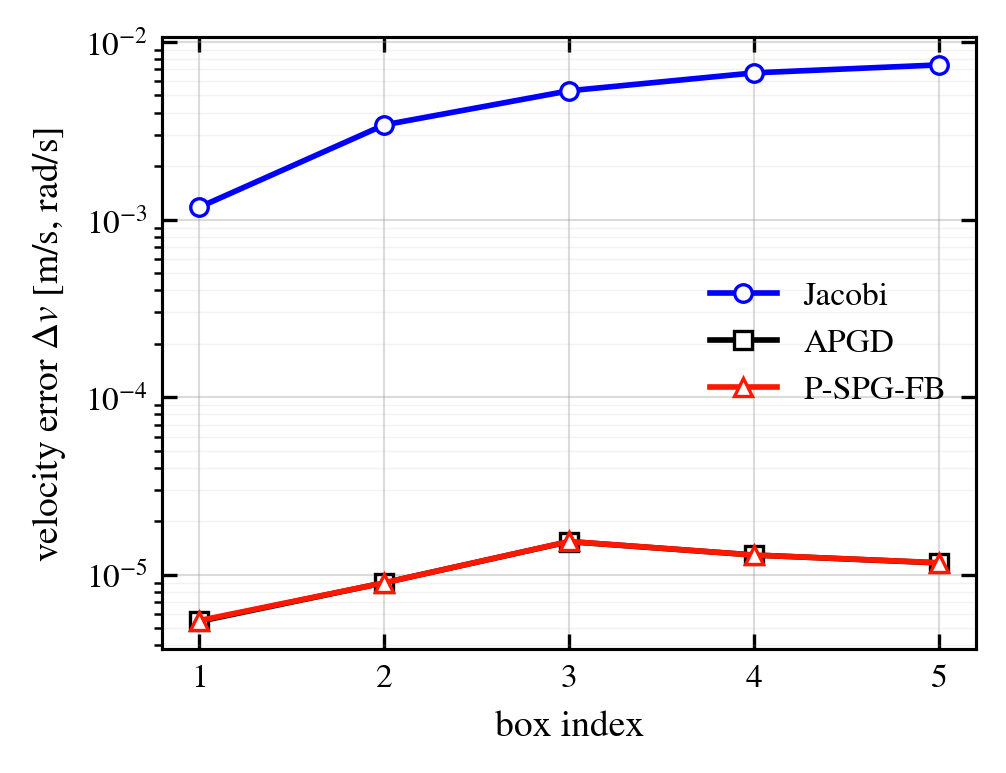 10⁻²
10⁻³
10⁻⁴
10⁻⁵
velocity error Δv [m/s, rad/s]
Jacobi
APGD
P-SPG-FB
1 2 3 4 5
box index